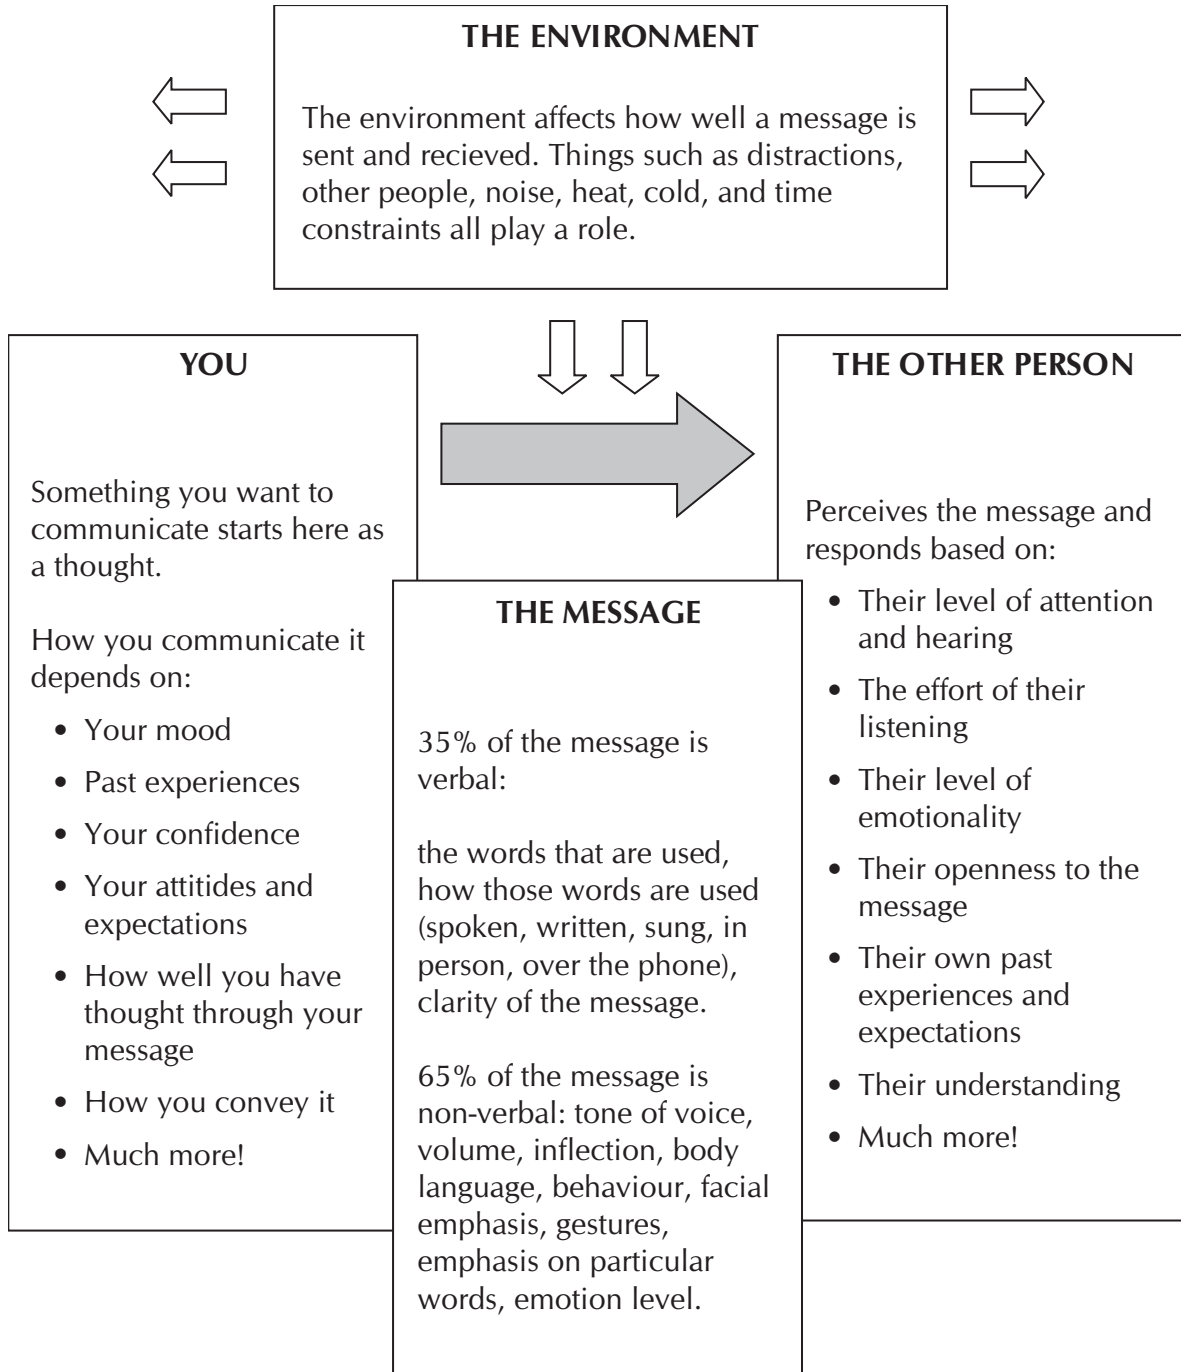 THE ENVIRONMENT
The environment affects how well a message is
sent and recieved. Things such as distractions,
other people, noise, heat, cold, and time
constraints all play a role.
YOU
Something you want to
communicate starts here as
a thought.
How you communicate it
depends on:
• Your mood
• Past experiences
• Your confidence
• Your attitides and
expectations
• How well you have
thought through your
message
• How you convey it
• Much more!
THE MESSAGE
35% of the message is
verbal:
the words that are used,
how those words are used
(spoken, written, sung, in
person, over the phone),
clarity of the message.
65% of the message is
non-verbal: tone of voice,
volume, inflection, body
language, behaviour, facial
emphasis, gestures,
emphasis on particular
words, emotion level.
THE OTHER PERSON
Perceives the message and
responds based on:
• Their level of attention
and hearing
• The effort of their
listening
• Their level of
emotionality
• Their openness to the
message
• Their own past
experiences and
expectations
• Their understanding
• Much more!